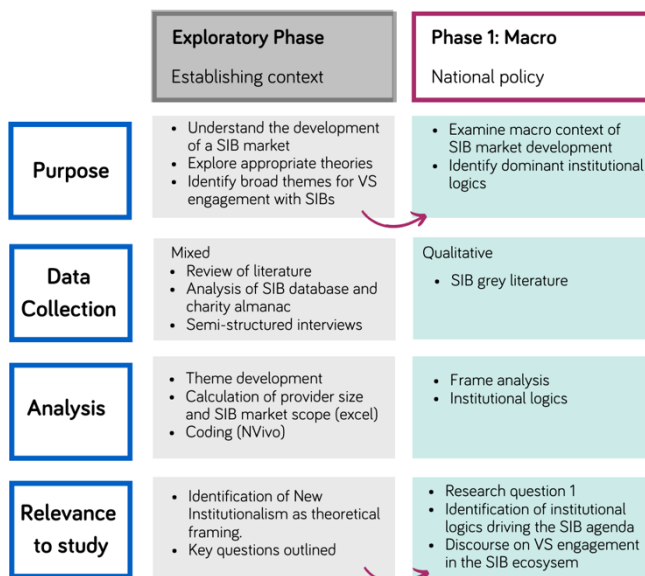 Exploratory Phase
Establishing context
Phase 1: Macro
National policy
Purpose
• Understand the development
of a SIB market
• Explore appropriate theories
• Identify broad themes for VS
engagement with SIBs
• Examine macro context of
SIB market development
• Identify dominant institutional
logics
Data
Collection
Mixed
• Review of literature
• Analysis of SIB database and
charity almanac
• Semi-structured interviews
Qualitative
• SIB grey literature
Analysis
• Theme development
• Calculation of provider size
and SIB market scope (excel)
• Coding (NVivo)
• Frame analysis
• Institutional logics
Relevance
to study
• Identification of New
Institutionalism as theoretical
framing.
• Key questions outlined
• Research question 1
• Identification of institutional
logics driving the SIB agenda
• Discourse on VS engagement
in the SIB ecosysem